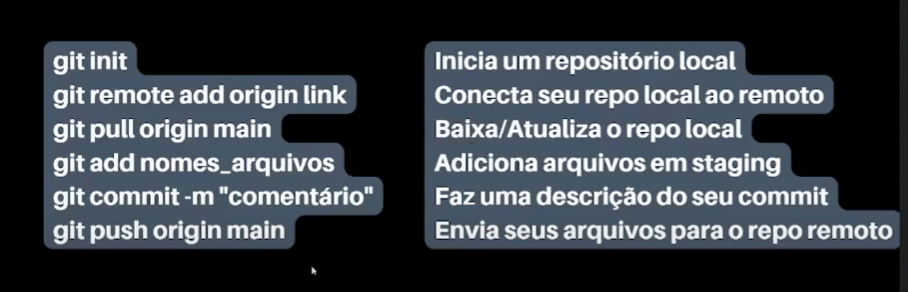 git init
git remote add origin link
git pull origin main
git add nomes_arquivos
git commit -m "comentário"
git push origin main
Inicia um repositório local
Conecta seu repo local ao remoto
Baixa/Atualiza o repo local
Adiciona arquivos em staging
Faz uma descrição do seu commit
Envia seus arquivos para o repo remoto